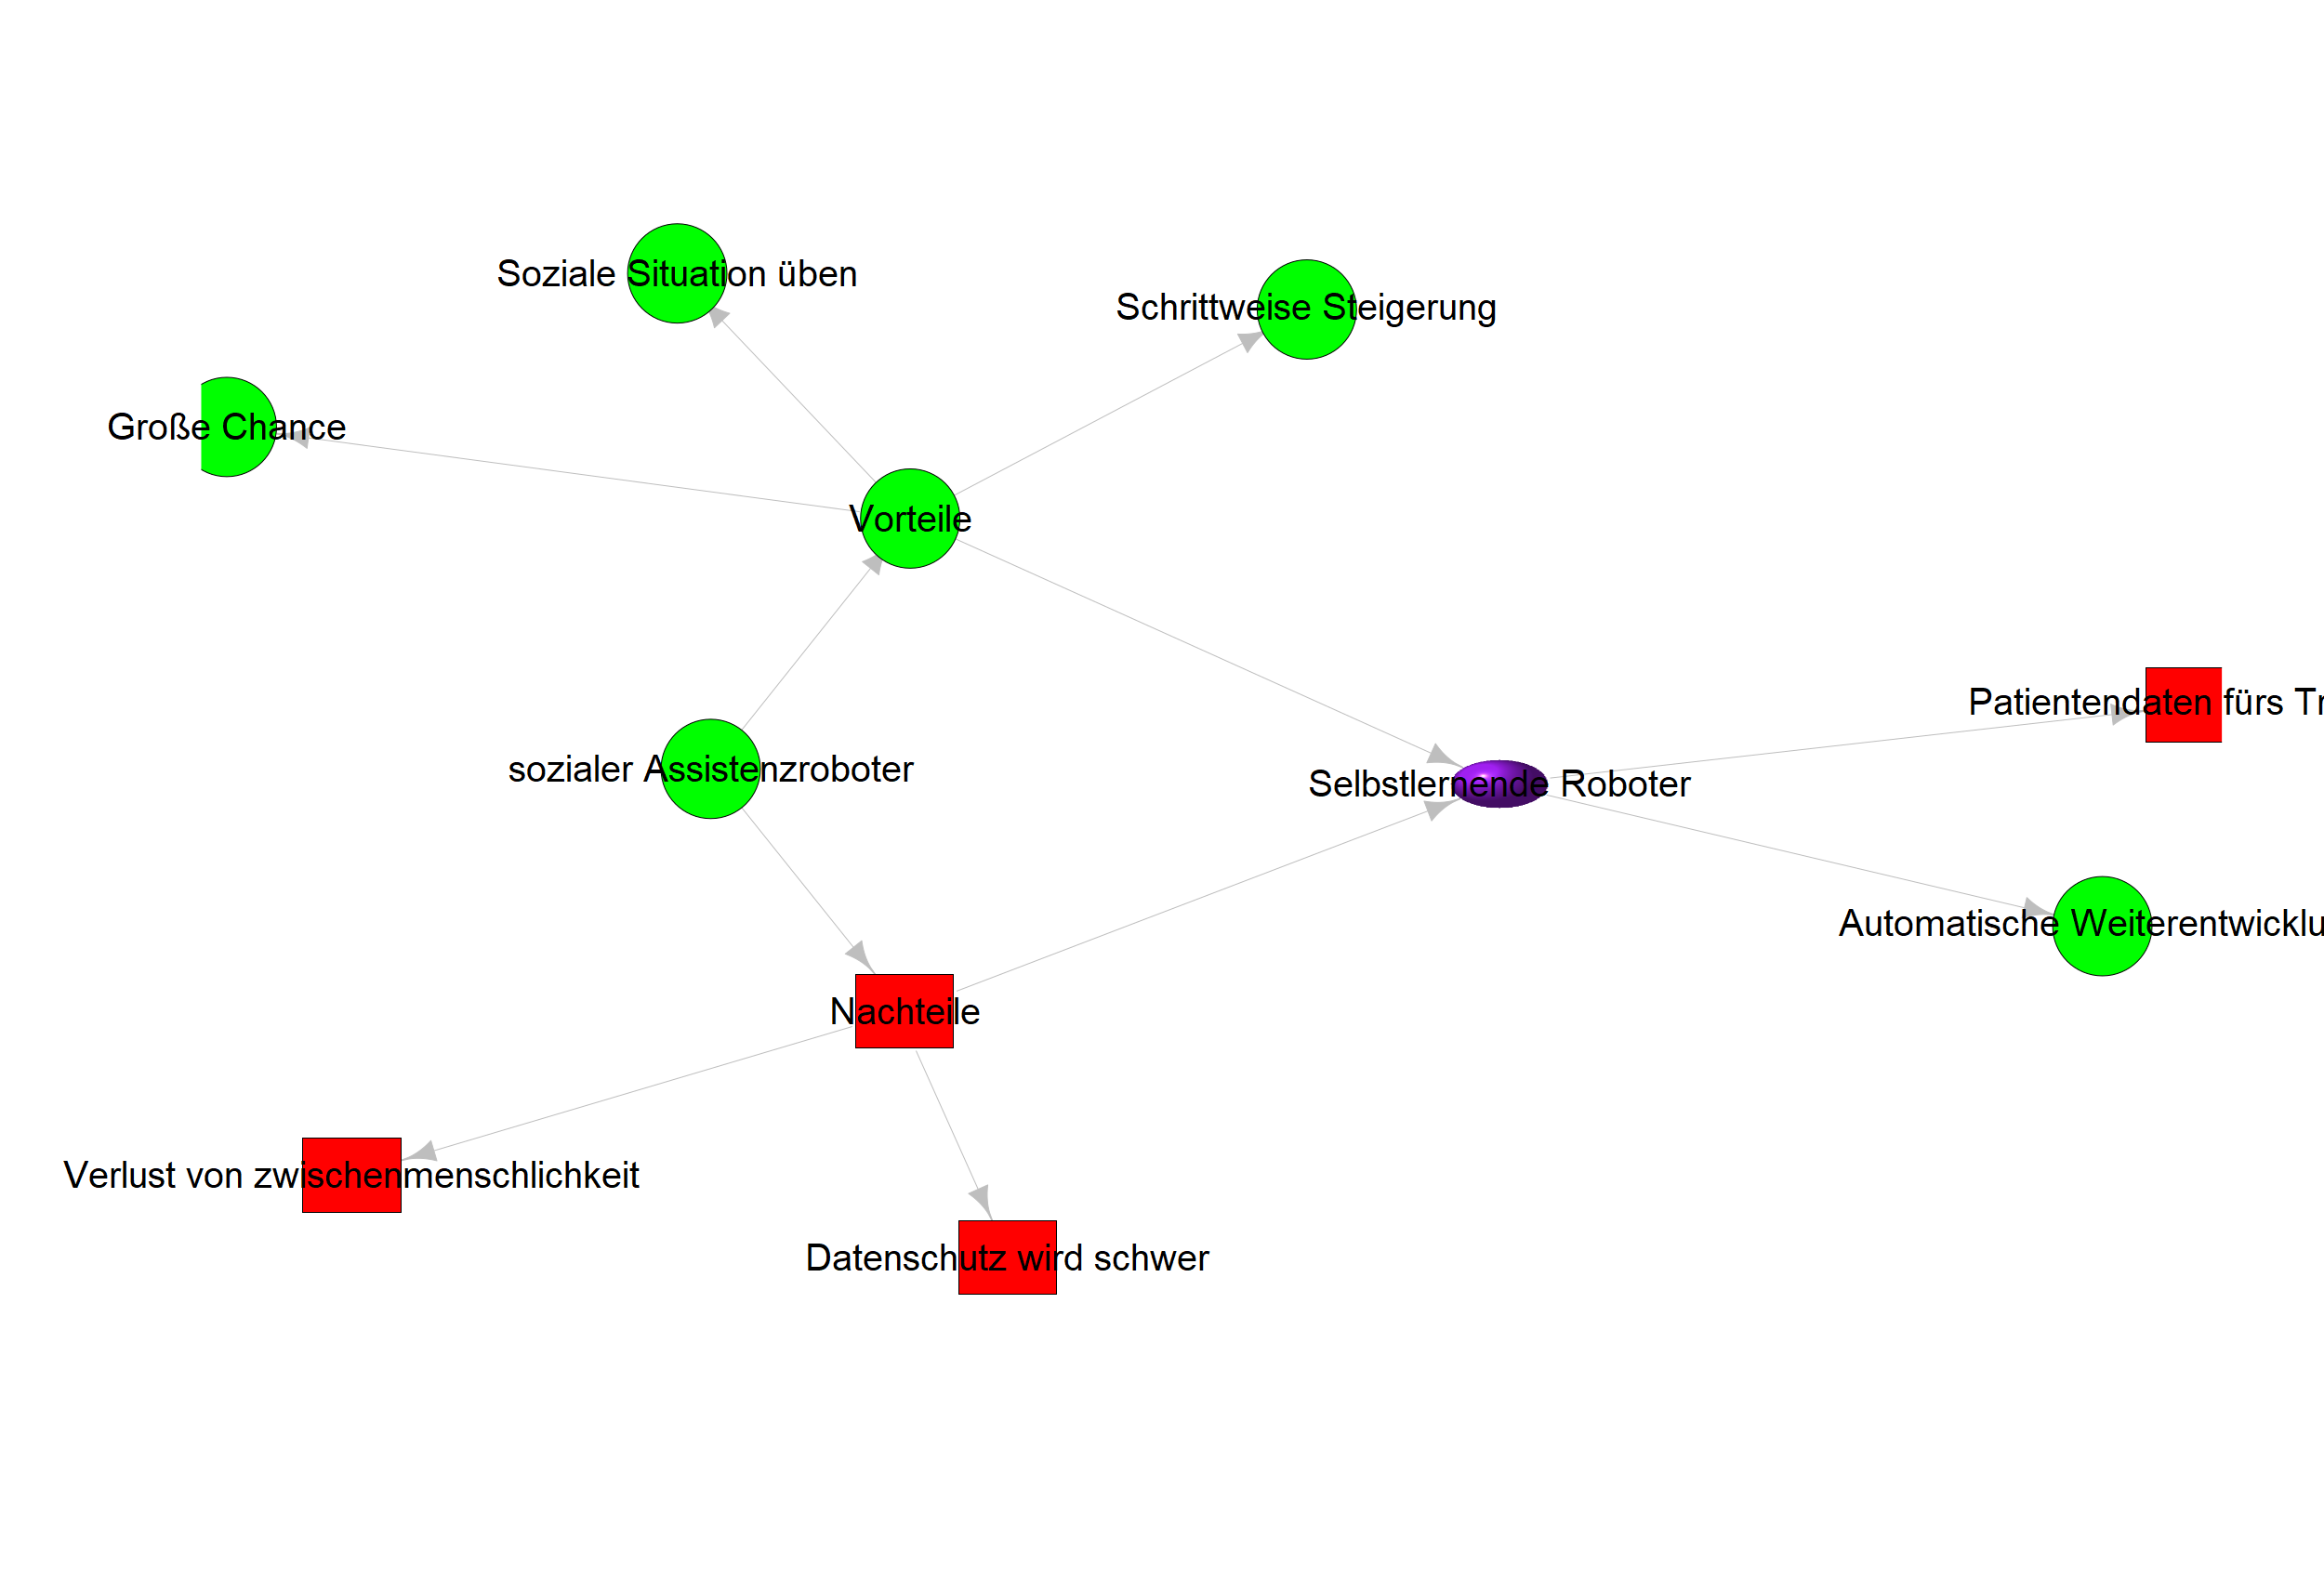 Soziale Situation üben
Schrittweise Steigerung
Große Chance
Vorteile
Patientendaten fürs Tr
sozialer Assistenzroboter
Selbstlernende Roboter
Automatische Weiterentwicklu
Nachteile
Verlust von zwischenmenschlichkeit
Datenschutz wird schwer